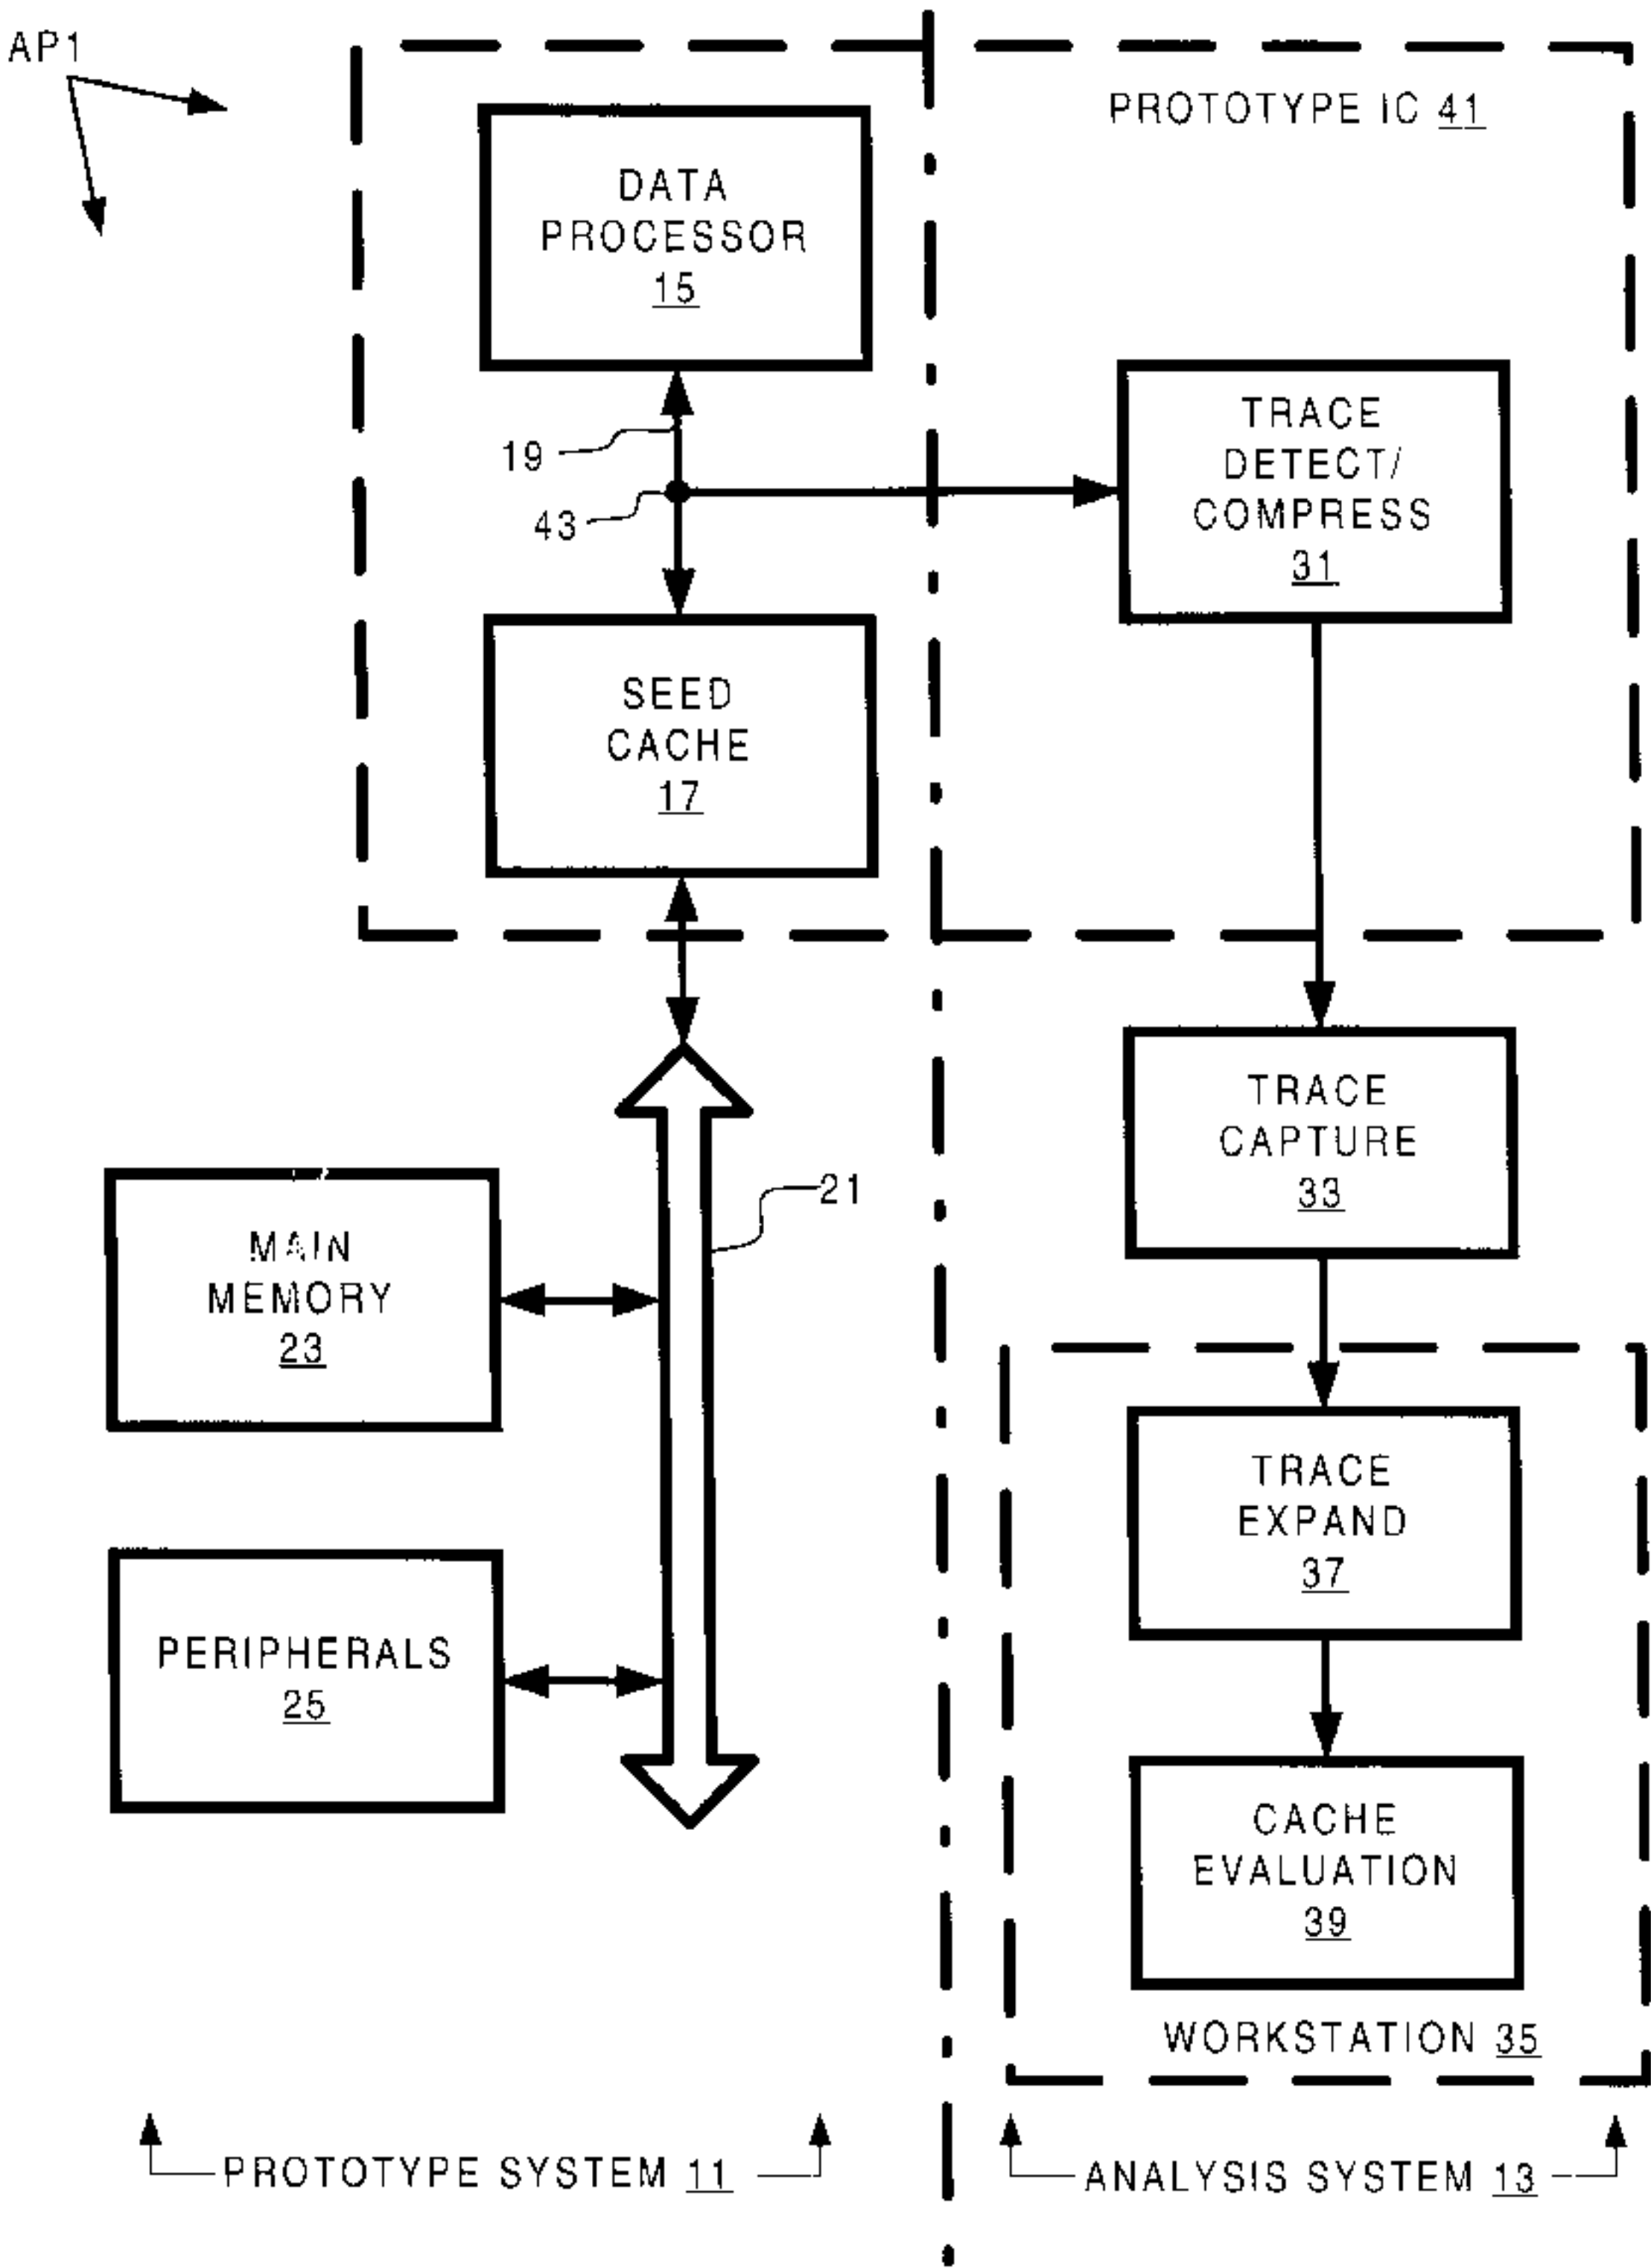 AP1
PROTOTYPE IC 41
DATA
PROCESSOR
15
19
43
TRACE
DETECT/
COMPRESS
31
SEED
CACHE
17
TRACE
CAPTURE
33
21
MAIN
MEMORY
23
TRACE
EXPAND
37
PERIPHERALS
25
CACHE
EVALUATION
39
WORKSTATION 35
PROTOTYPE SYSTEM 11
ANALYSIS SYSTEM 13